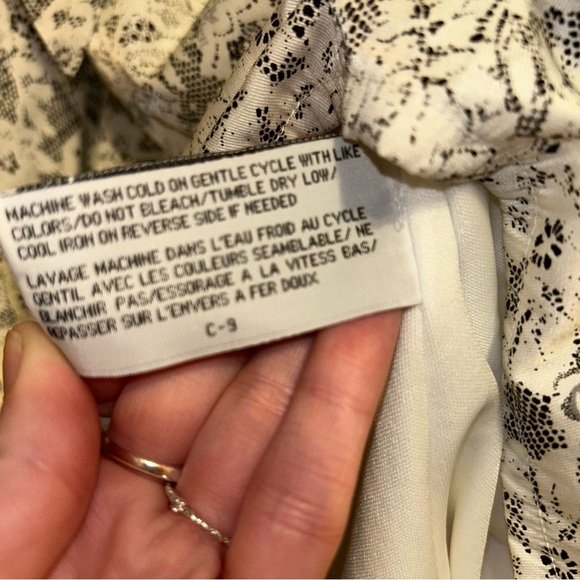 MACHINE WASH COLD ON GENTLE CYCLE WITH LIKE
COLORS/DO NOT BLEACH/TUMBLE DRY LOW/
COOL IRON ON REVERSE SIDE IF NEEDED
LAVAGE MACHINE DANS L'EAU FROID AU CYCLE
GENTIL AVEC LES COULEURS SEAMBLABLE/ NE
BLANCHIR PAS/ESSORAGE A LA VITESS BAS/
REPASSER SUR L'ENVERS A FER DOUX
C-9